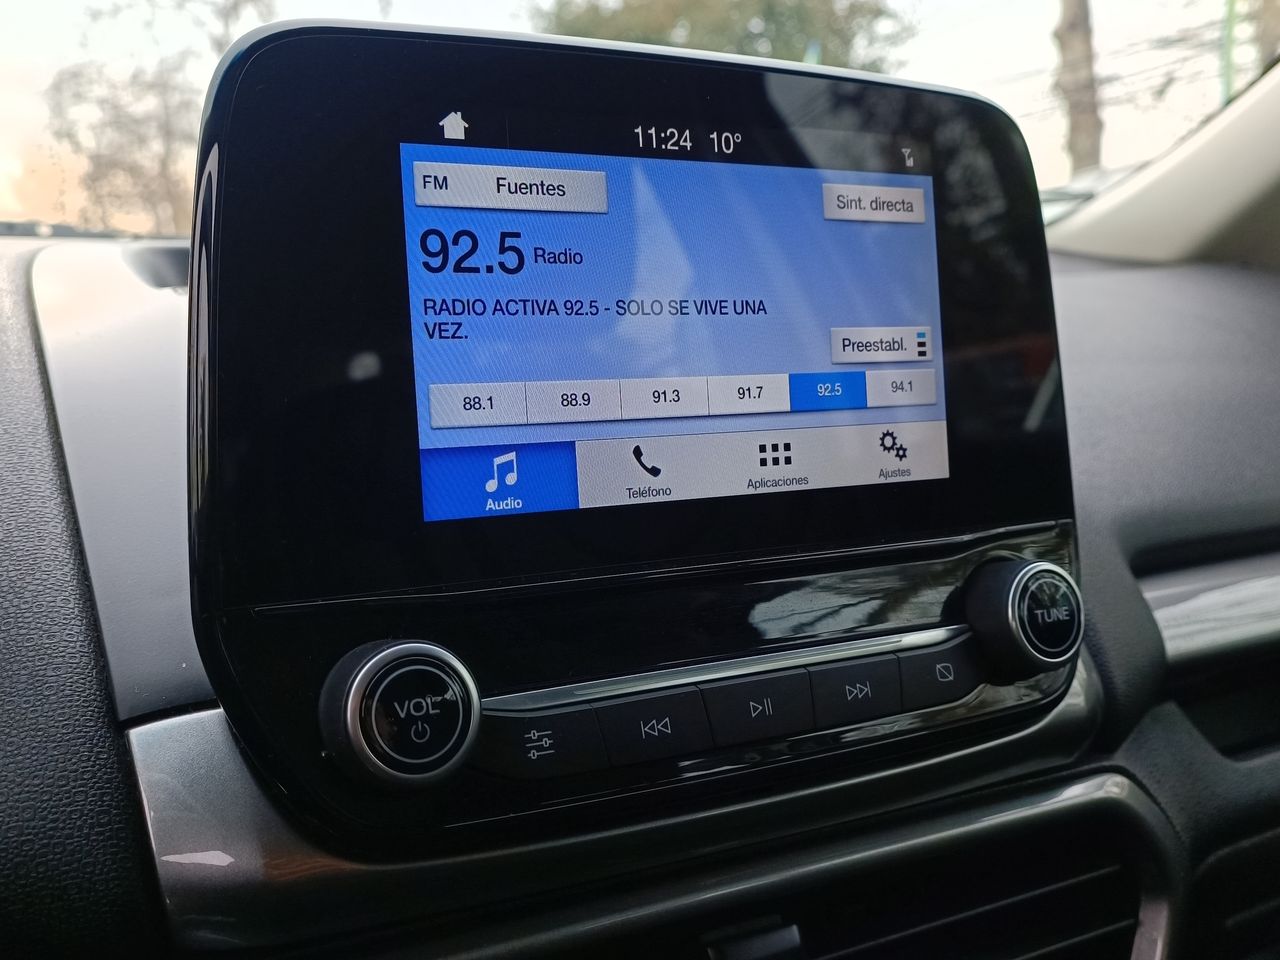 11:24 10°
FM Fuentes
Sint. directa
92.5 Radio
RADIO ACTIVA 92.5 - SOLO SE VIVE UNA
VEZ.
Preestabl.
88.1 88.9 91.3 91.7 92.5 94.1
Audio Teléfono Aplicaciones Ajustes
TUNE
VOL